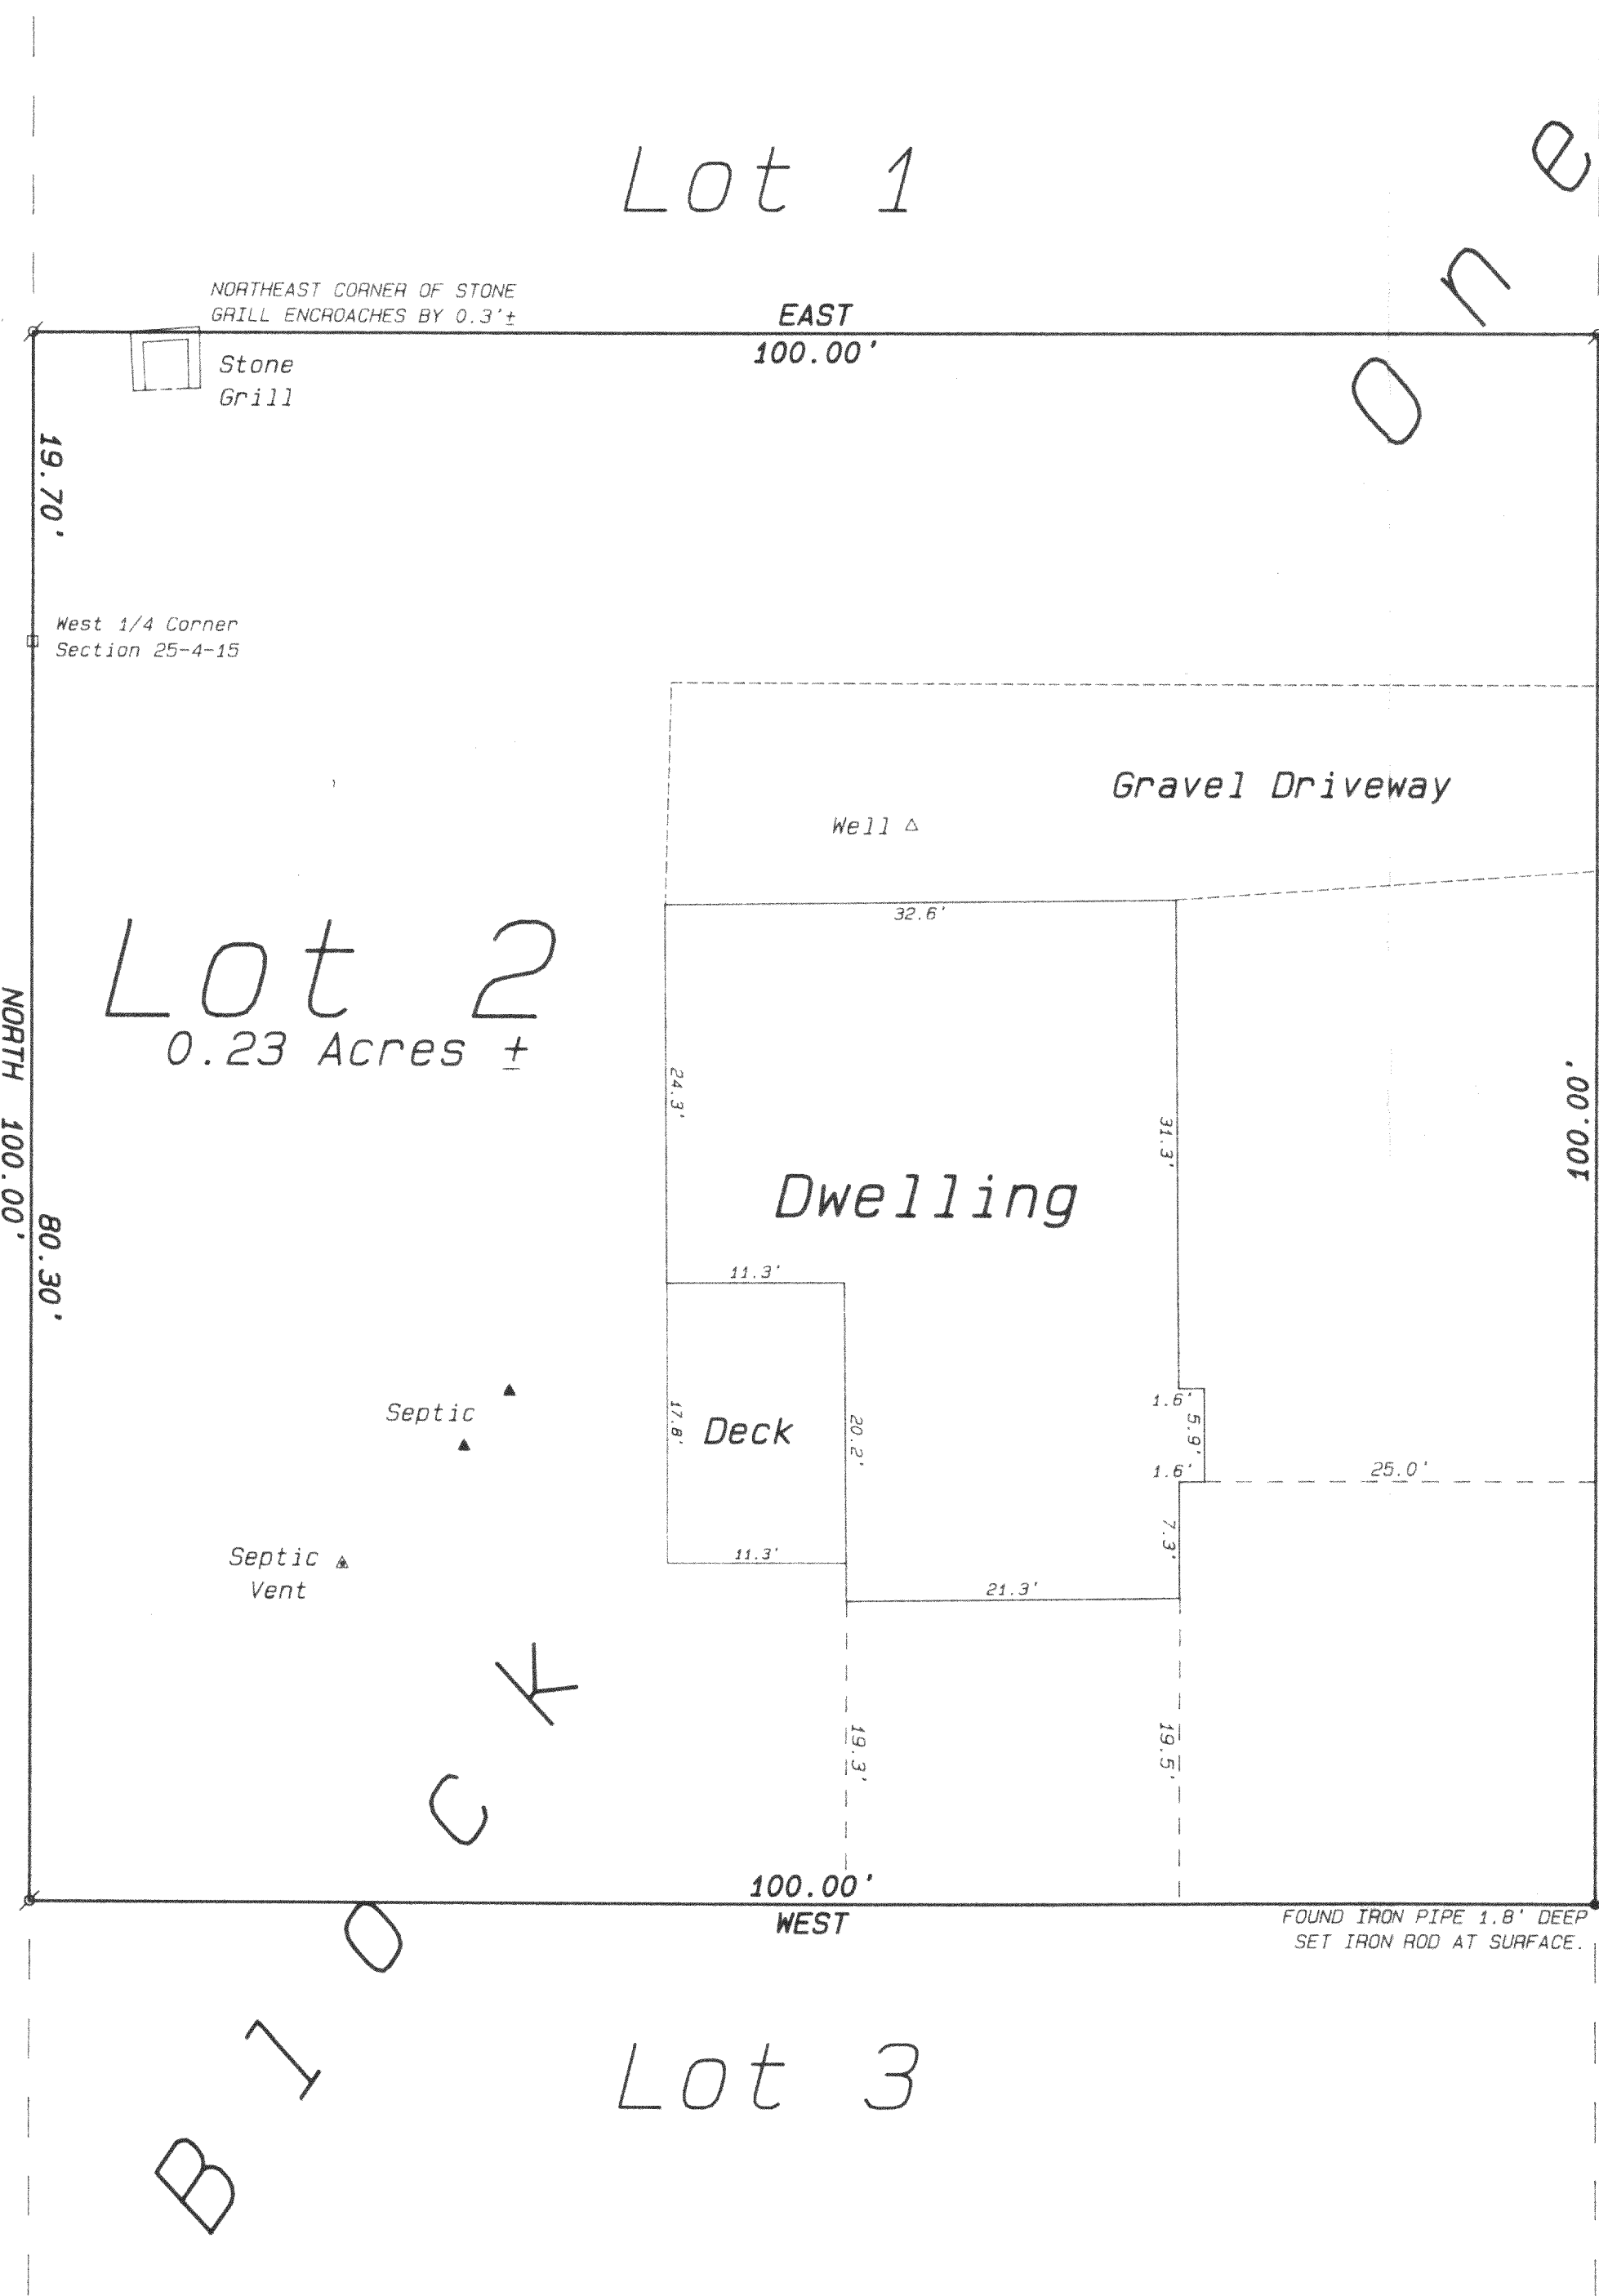 Lot 1
NORTHEAST CORNER OF STONE
GRILL ENCROACHES BY 0.3'±
EAST
100.00'
Stone
Grill
19.70'
West 1/4 Corner
Section 25-4-15
Gravel Driveway
Well
32.6'
Lot 2
0.23 Acres ±
NORTH 100.00'
80.30'
24.3'
31.3'
100.00'
Dwelling
11.3'
Septic
17.8'
Deck
20.2'
1.6'
5.9'
1.6'
25.0'
7.3'
Septic
Vent
11.3'
21.3'
19.3'
19.5'
100.00'
WEST
FOUND IRON PIPE 1.8' DEEP
SET IRON ROD AT SURFACE.
Block One
Lot 3